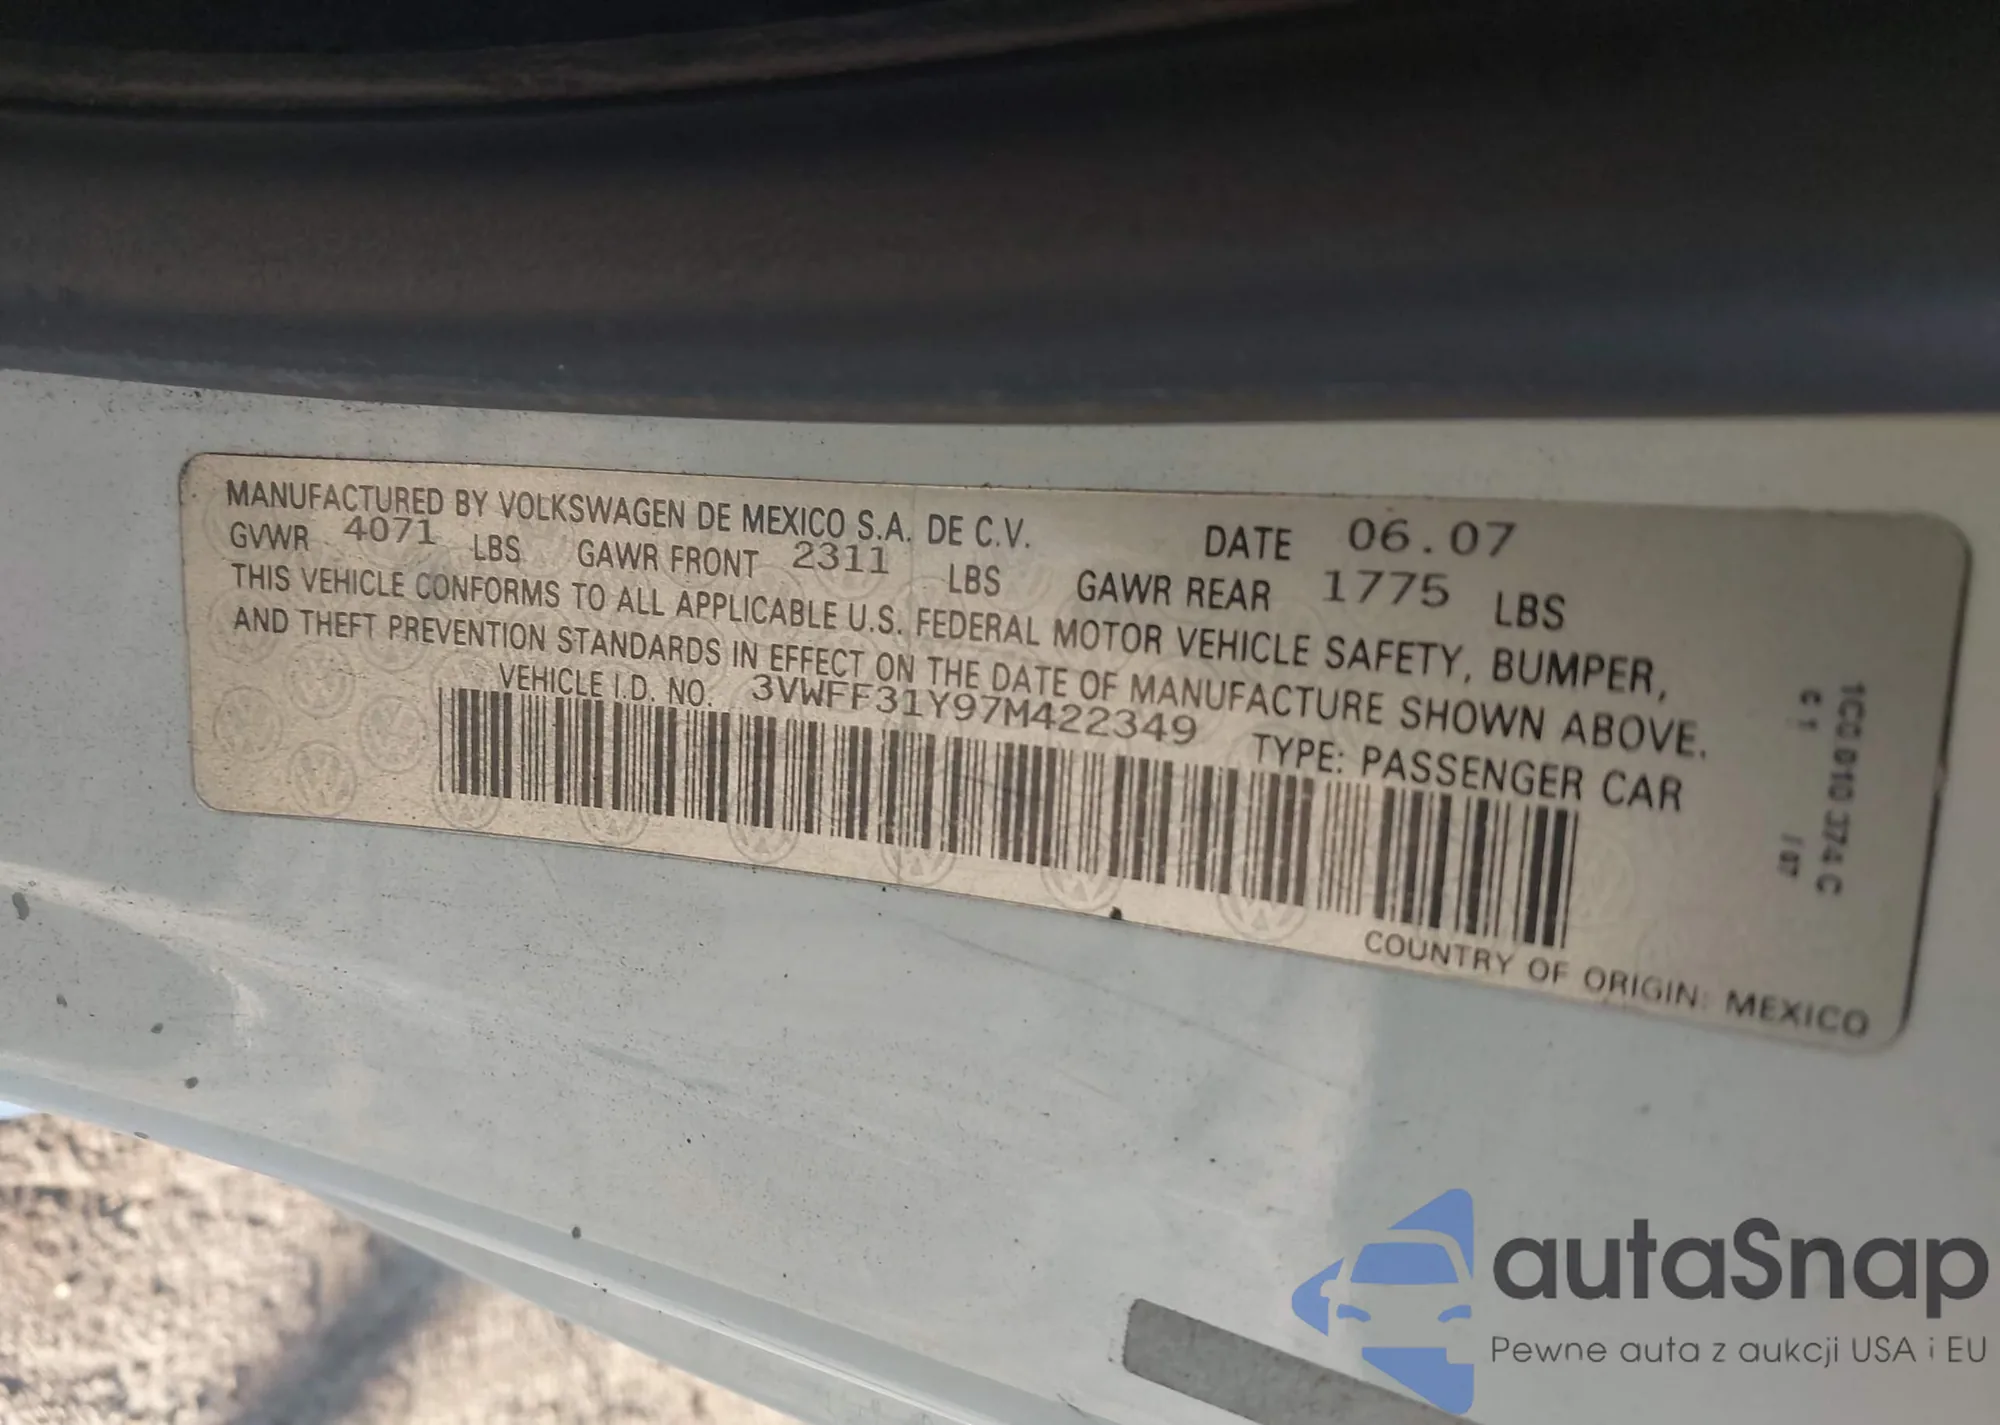 MANUFACTURED BY VOLKSWAGEN DE MEXICO S.A. DE C.V. DATE 06.07
GVWR 4071 LBS GAWR FRONT 2311 LBS GAWR REAR 1775 LBS
THIS VEHICLE CONFORMS TO ALL APPLICABLE U.S. FEDERAL MOTOR VEHICLE SAFETY, BUMPER,
AND THEFT PREVENTION STANDARDS IN EFFECT ON THE DATE OF MANUFACTURE SHOWN ABOVE.
VEHICLE I.D. NO. 3VWFF31Y97M422349 TYPE: PASSENGER CAR
COUNTRY OF ORIGIN: MEXICO
1C0 010 374 C
autaSnap
Pewne auta z aukcji USA i EU